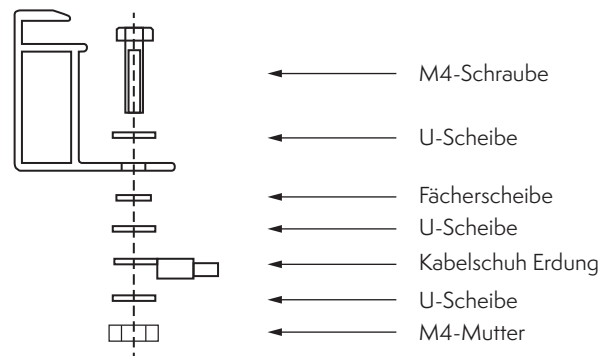 M4-Schraube
U-Scheibe
Fächerscheibe
U-Scheibe
Kabelschuh Erdung
U-Scheibe
M4-Mutter